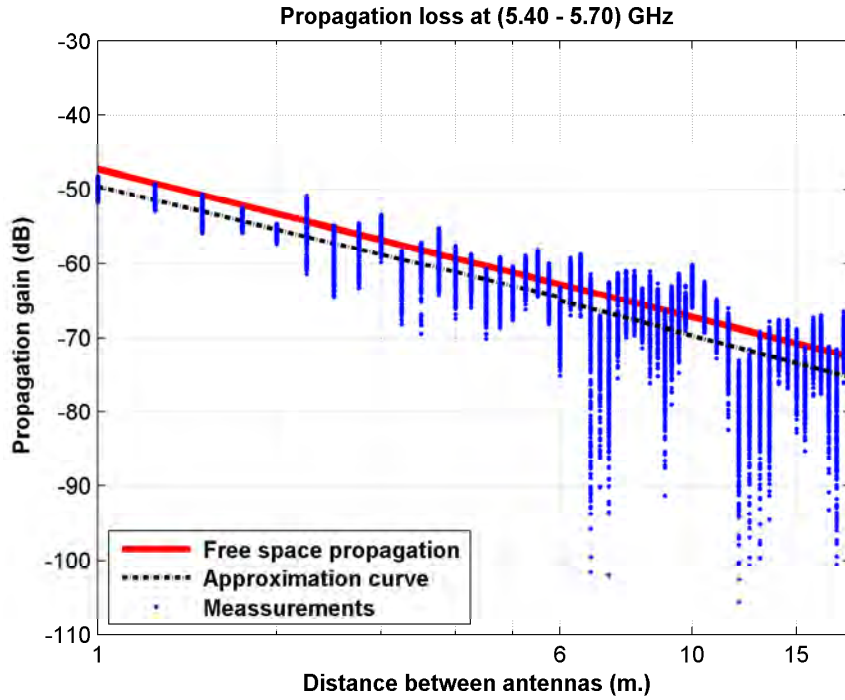 Propagation loss at (5.40 - 5.70) GHz
Propagation gain (dB)
-30
-40
-50
-60
-70
-80
-90
-100
-110
Free space propagation
Approximation curve
Meassurements
1
6
10
15
Distance between antennas (m.)